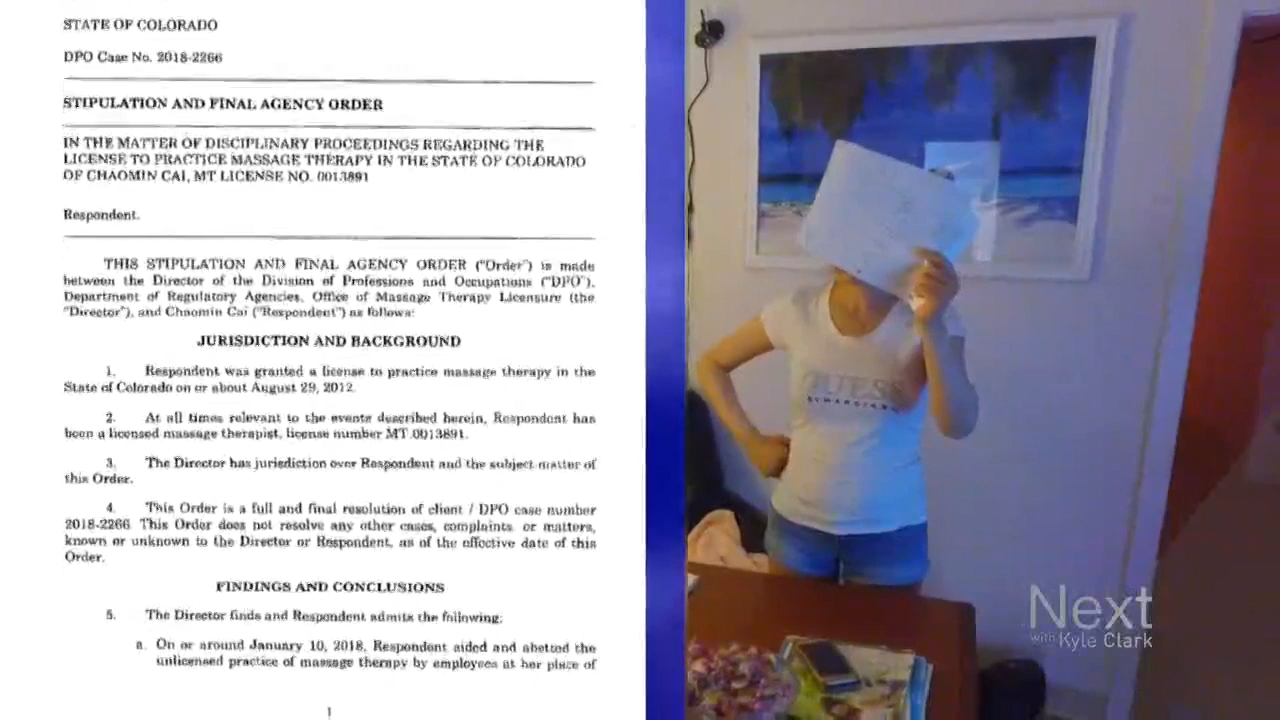 STATE OF COLORADO
DPO Case No. 2018-2266
STIPULATION AND FINAL AGENCY ORDER
IN THE MATTER OF DISCIPLINARY PROCEEDINGS REGARDING THE
LICENSE TO PRACTICE MASSAGE THERAPY IN THE STATE OF COLORADO
OF CHAOMIN CAI, MT LICENSE NO. 0013891
Respondent.
THIS STIPULATION AND FINAL AGENCY ORDER ("Order") is made
between the Director of the Division of Professions and Occupations ("DPO"),
Department of Regulatory Agencies, Office of Massage Therapy Licensure (the
"Director"), and Chaomin Cai ("Respondent") as follows:
JURISDICTION AND BACKGROUND
1. Respondent was granted a license to practice massage therapy in the
State of Colorado on or about August 29, 2012.
2. At all times relevant to the events described herein, Respondent has
been a licensed massage therapist, license number MT.0013891.
3. The Director has jurisdiction over Respondent and the subject matter of
this Order.
4. This Order is a full and final resolution of client / DPO case number
2018-2266. This Order does not resolve any other cases, complaints or matters,
known or unknown to the Director or Respondent, as of the effective date of this
Order.
FINDINGS AND CONCLUSIONS
5. The Director finds and Respondent admits the following:
a. On or around January 10, 2018, Respondent aided and abetted the
unlicensed practice of massage therapy by employees at her place of
1
GUESS
Next
with Kyle Clark